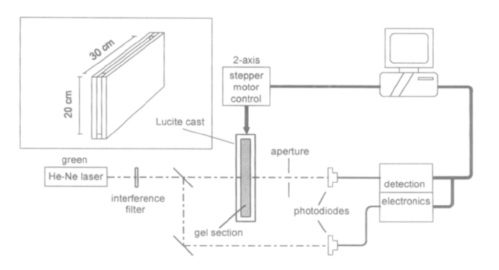 30 cm
20 cm
2-axis
stepper
motor
control
Lucite cast
aperture
green
He-Ne laser
interference
filter
gel section
photodiodes
detection
electronics